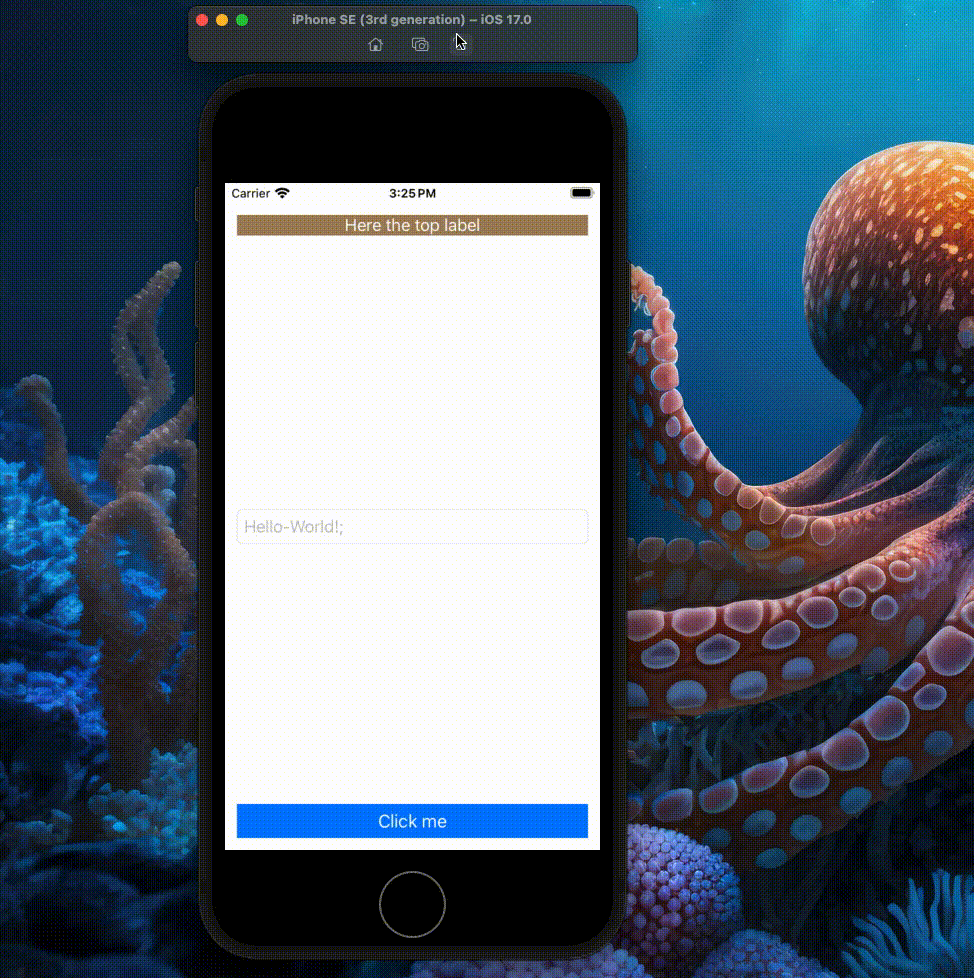 iPhone SE (3rd generation) – iOS 17.0
Carrier 3:25 PM
Here the top label
Hello-World!;
Click me